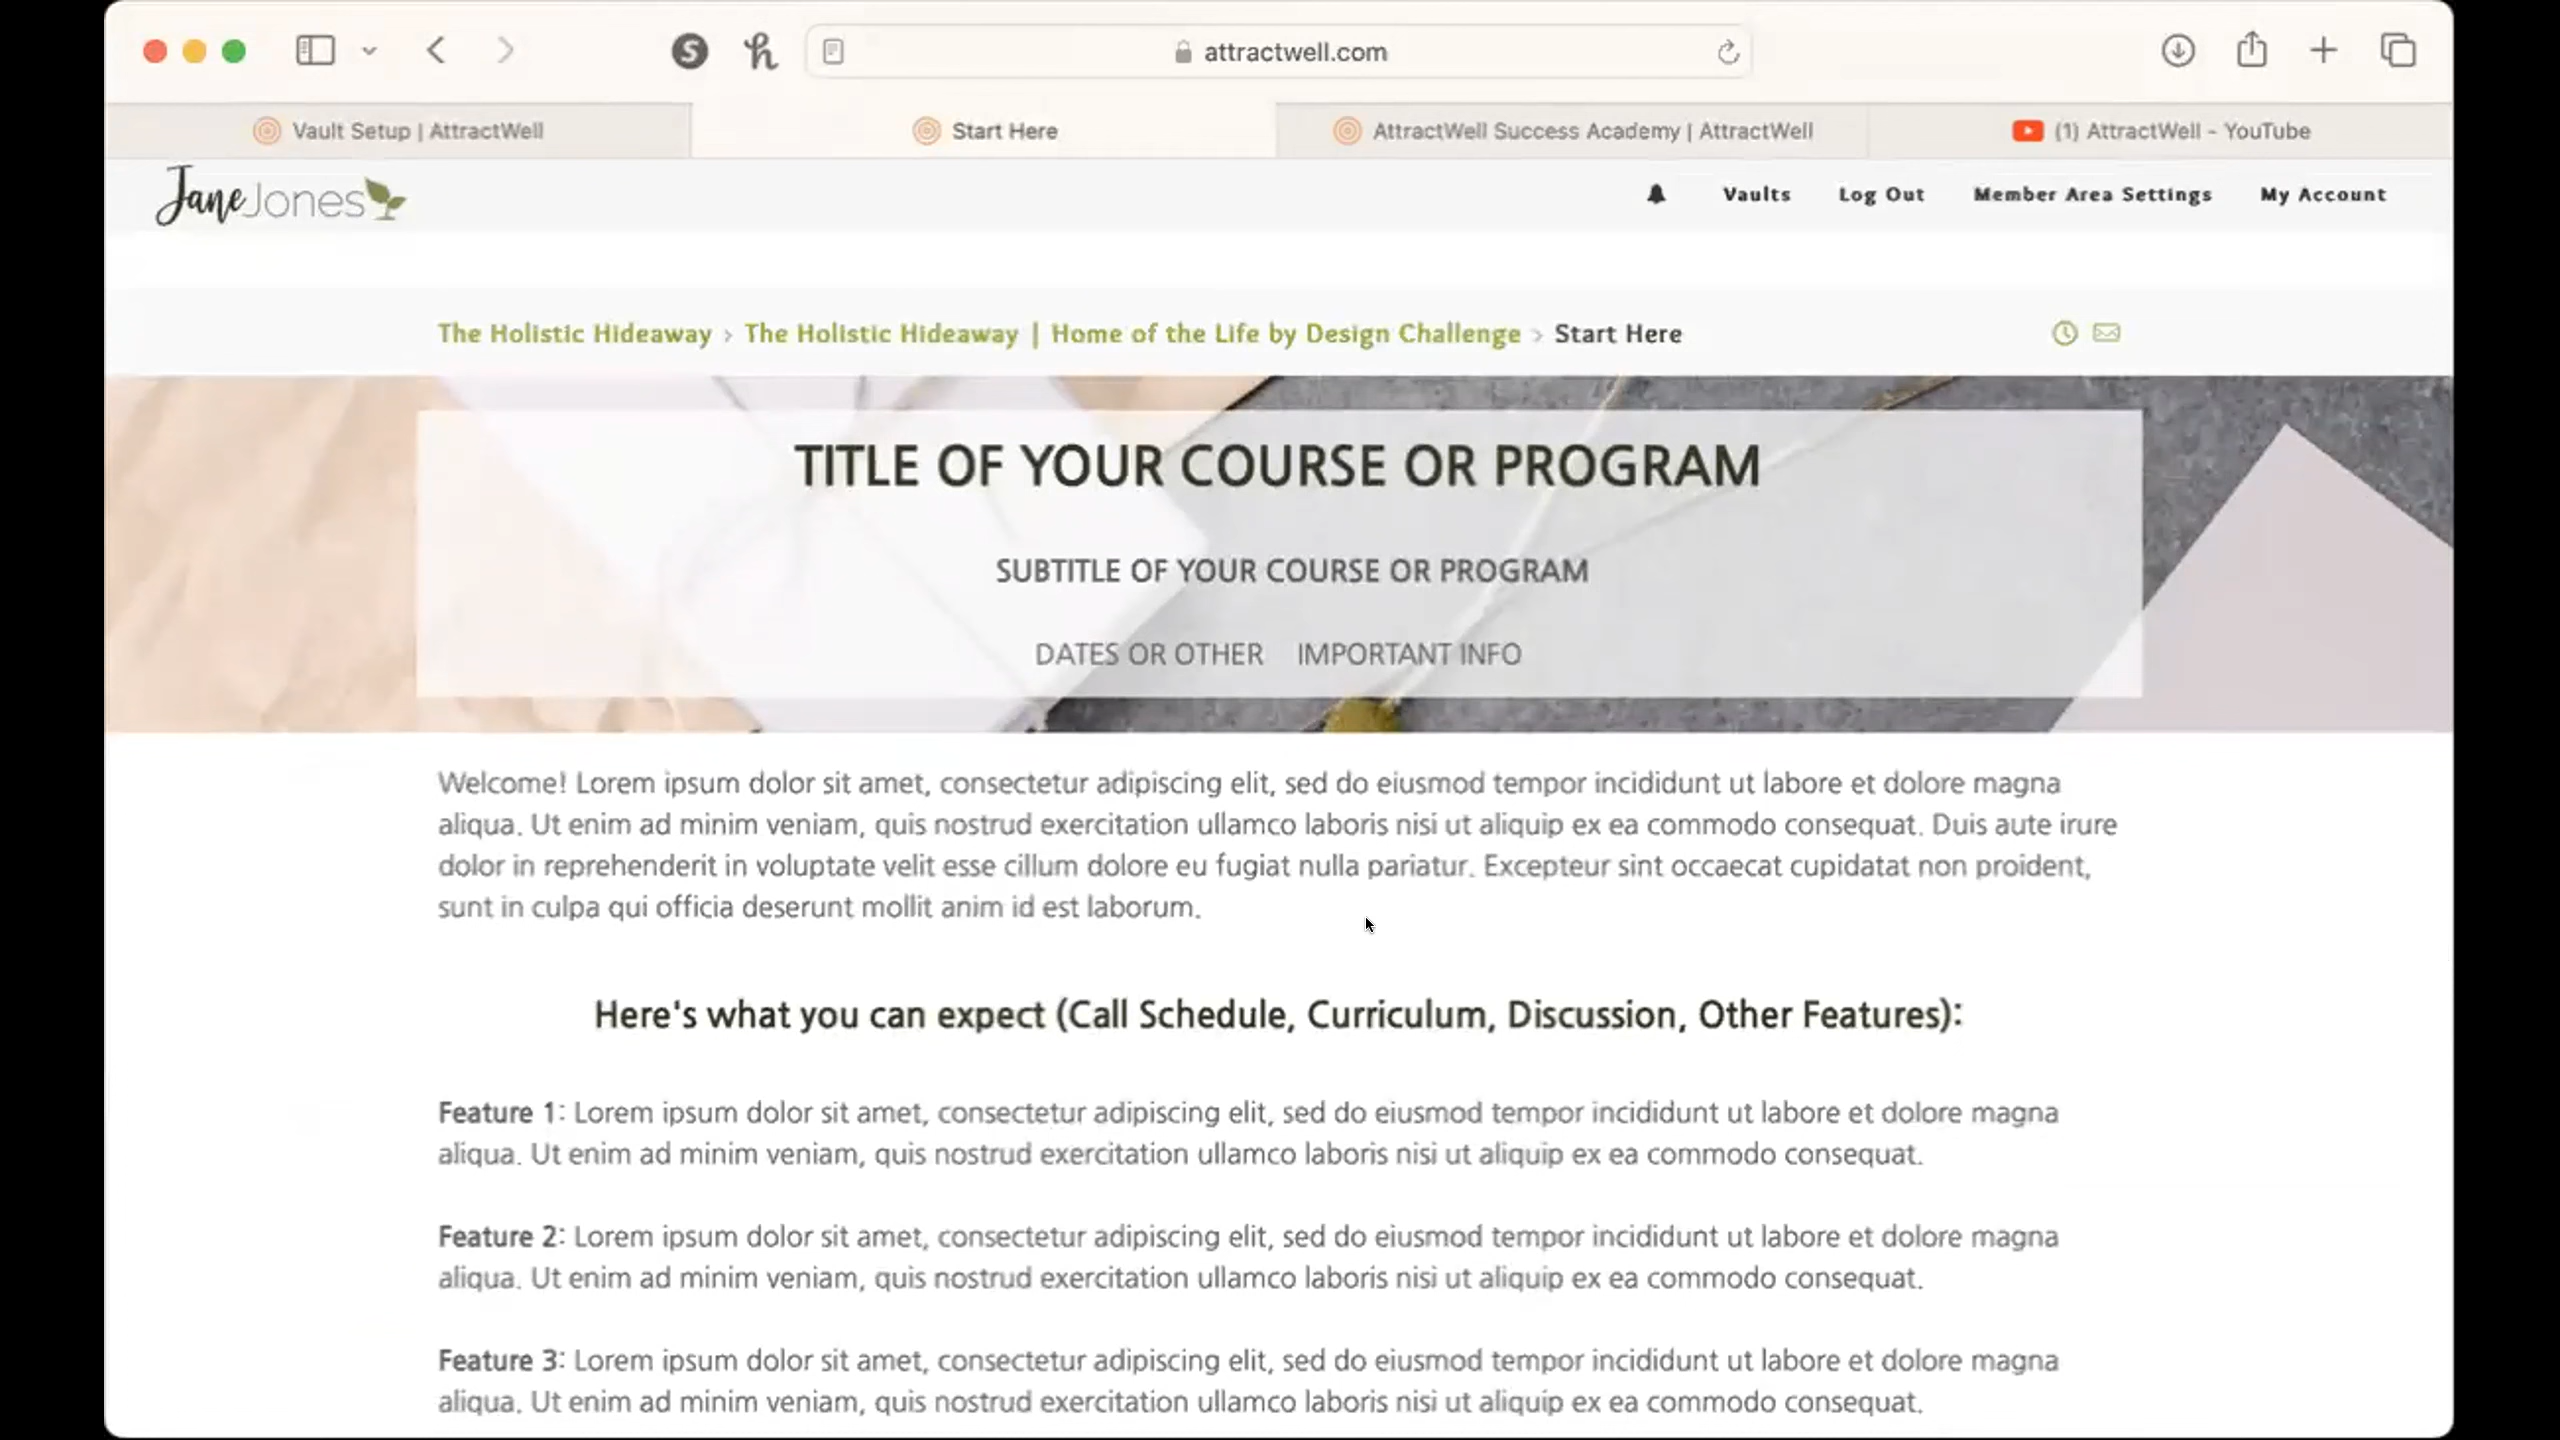 attractwell.com
Vault Setup | AttractWell
Start Here
AttractWell Success Academy | AttractWell
(1) AttractWell - YouTube
JaneJones
Vaults
Log Out
Member Area Settings
My Account
The Holistic Hideaway > The Holistic Hideaway | Home of the Life by Design Challenge > Start Here
TITLE OF YOUR COURSE OR PROGRAM
SUBTITLE OF YOUR COURSE OR PROGRAM
DATES OR OTHER IMPORTANT INFO
Welcome! Lorem ipsum dolor sit amet, consectetur adipiscing elit, sed do eiusmod tempor incididunt ut labore et dolore magna
aliqua. Ut enim ad minim veniam, quis nostrud exercitation ullamco laboris nisi ut aliquip ex ea commodo consequat. Duis aute irure
dolor in reprehenderit in voluptate velit esse cillum dolore eu fugiat nulla pariatur. Excepteur sint occaecat cupidatat non proident,
sunt in culpa qui officia deserunt mollit anim id est laborum.
Here's what you can expect (Call Schedule, Curriculum, Discussion, Other Features):
Feature 1: Lorem ipsum dolor sit amet, consectetur adipiscing elit, sed do eiusmod tempor incididunt ut labore et dolore magna
aliqua. Ut enim ad minim veniam, quis nostrud exercitation ullamco laboris nisi ut aliquip ex ea commodo consequat.
Feature 2: Lorem ipsum dolor sit amet, consectetur adipiscing elit, sed do eiusmod tempor incididunt ut labore et dolore magna
aliqua. Ut enim ad minim veniam, quis nostrud exercitation ullamco laboris nisi ut aliquip ex ea commodo consequat.
Feature 3: Lorem ipsum dolor sit amet, consectetur adipiscing elit, sed do eiusmod tempor incididunt ut labore et dolore magna
aliqua. Ut enim ad minim veniam, quis nostrud exercitation ullamco laboris nisi ut aliquip ex ea commodo consequat.